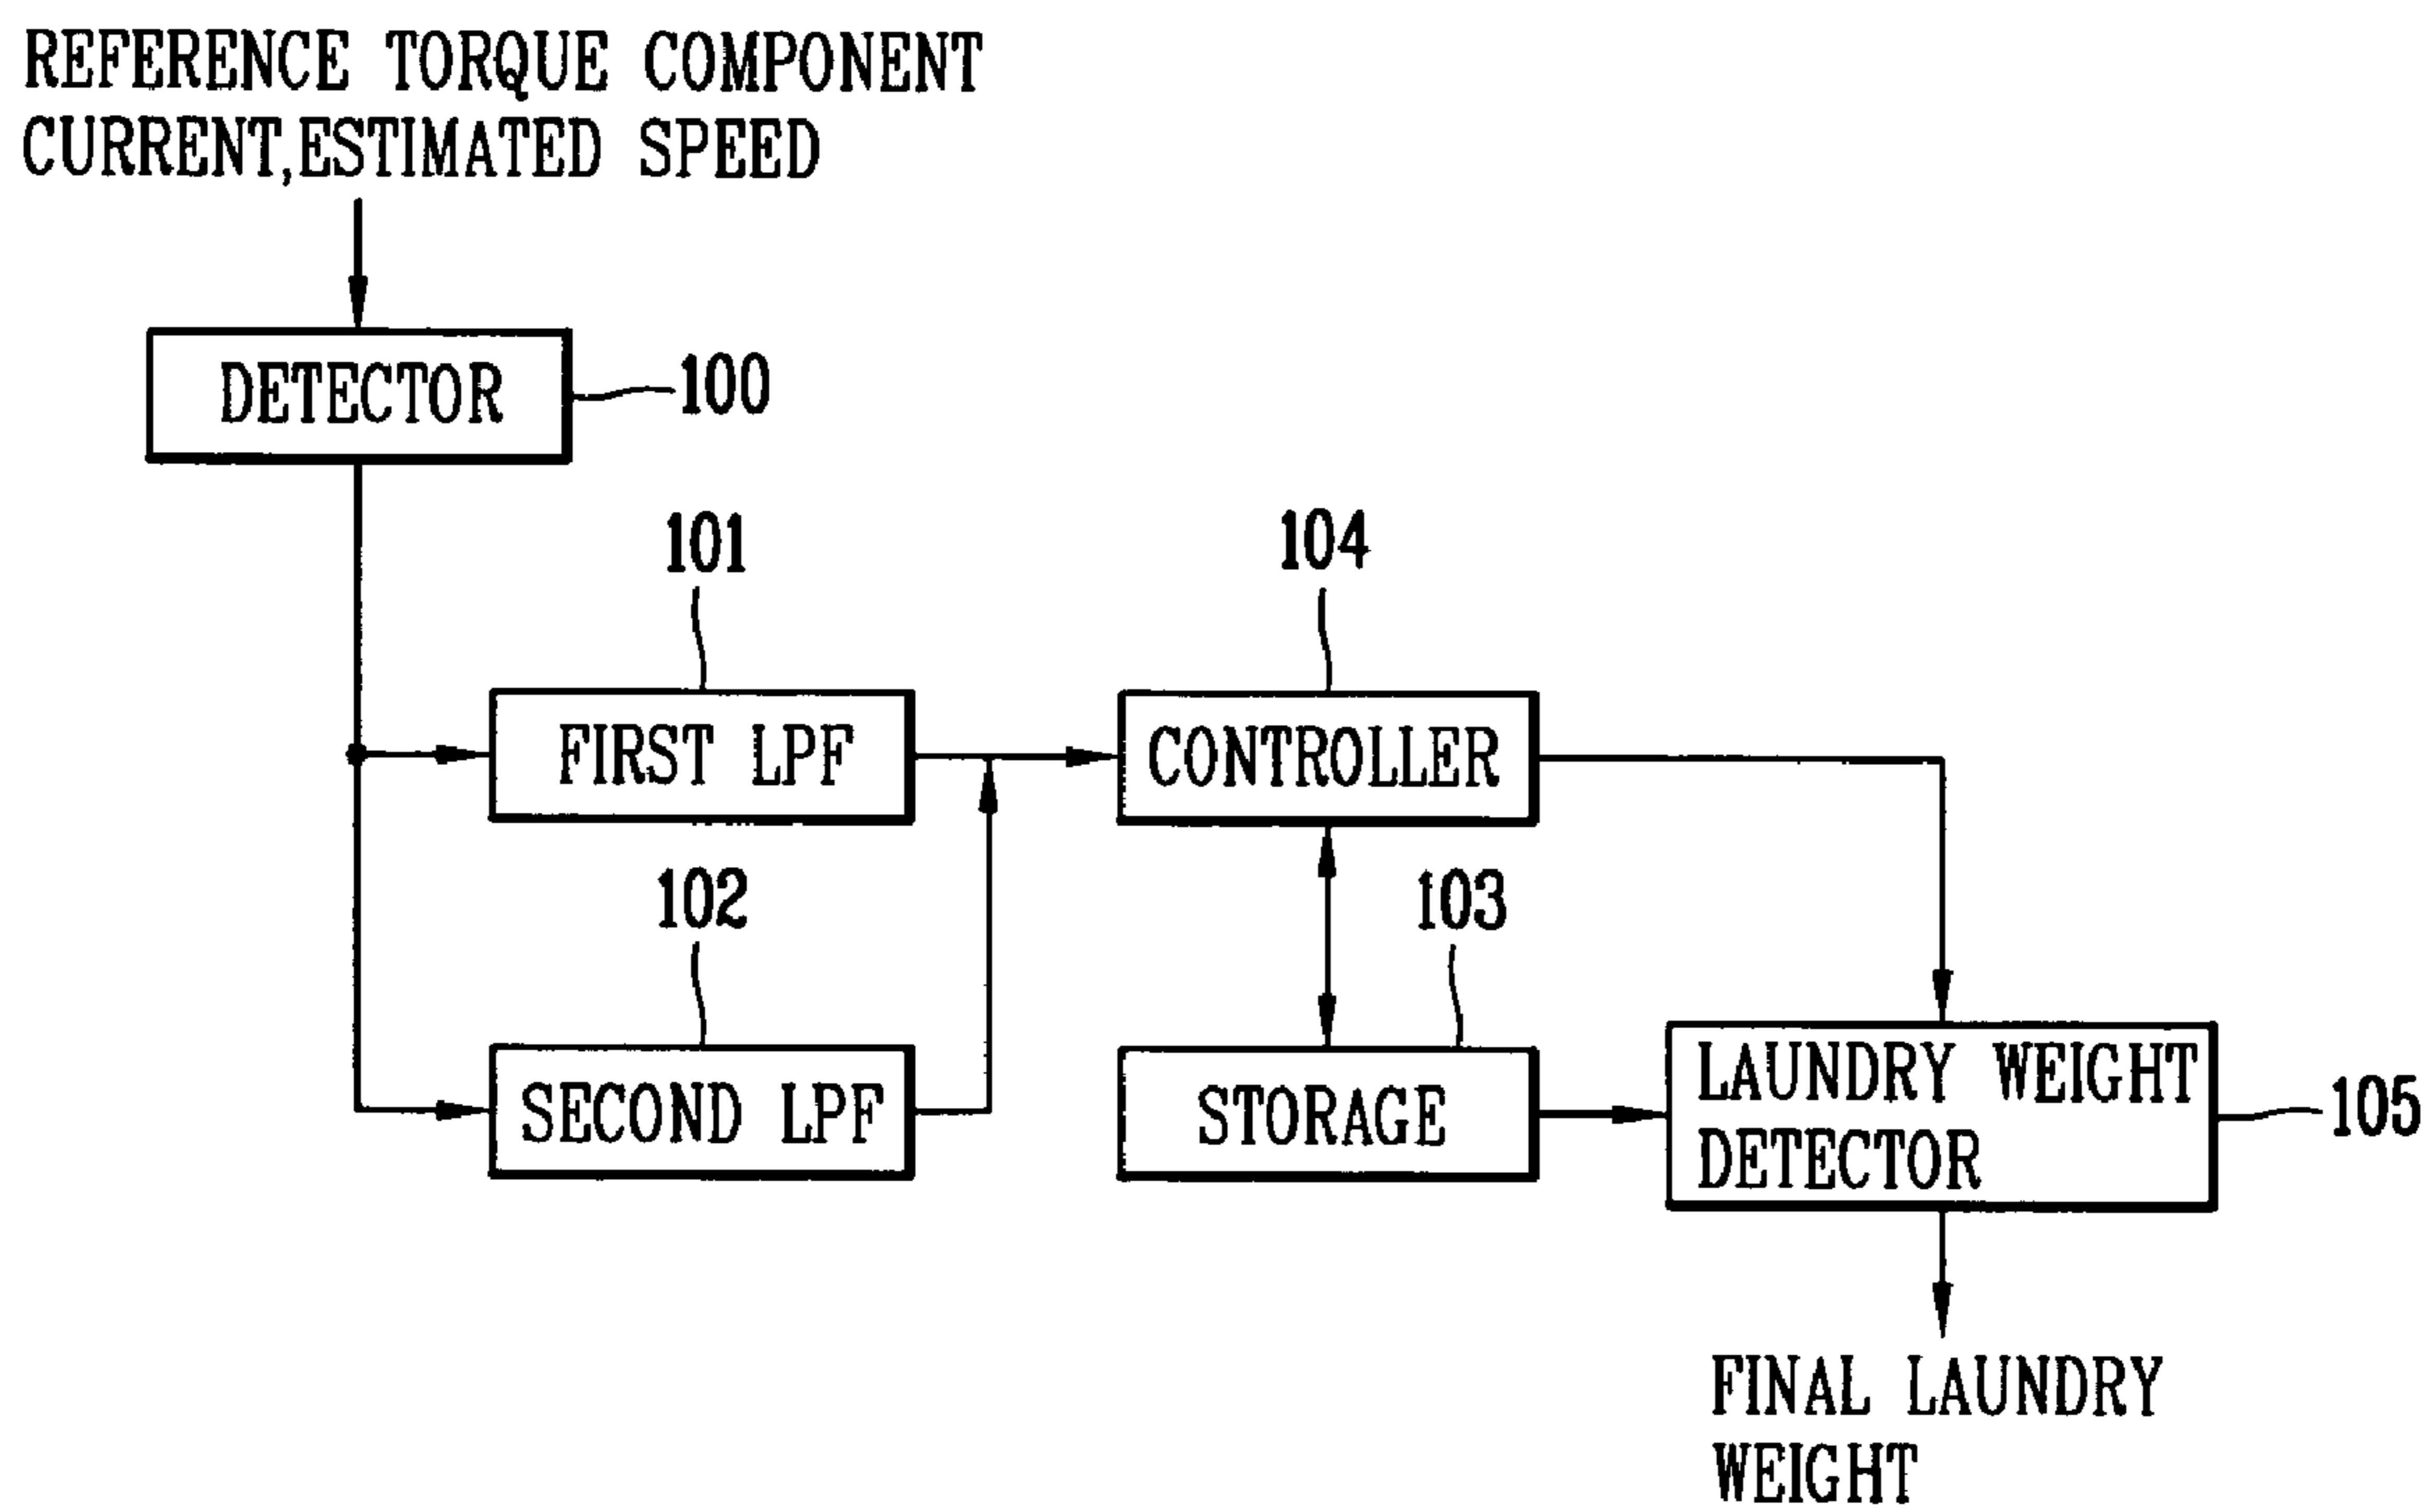 REFERENCE TORQUE COMPONENT
CURRENT,ESTIMATED SPEED
DETECTOR
100
101
104
FIRST LPF
CONTROLLER
102
103
SECOND LPF
STORAGE
LAUNDRY WEIGHT
DETECTOR
105
FINAL LAUNDRY
WEIGHT